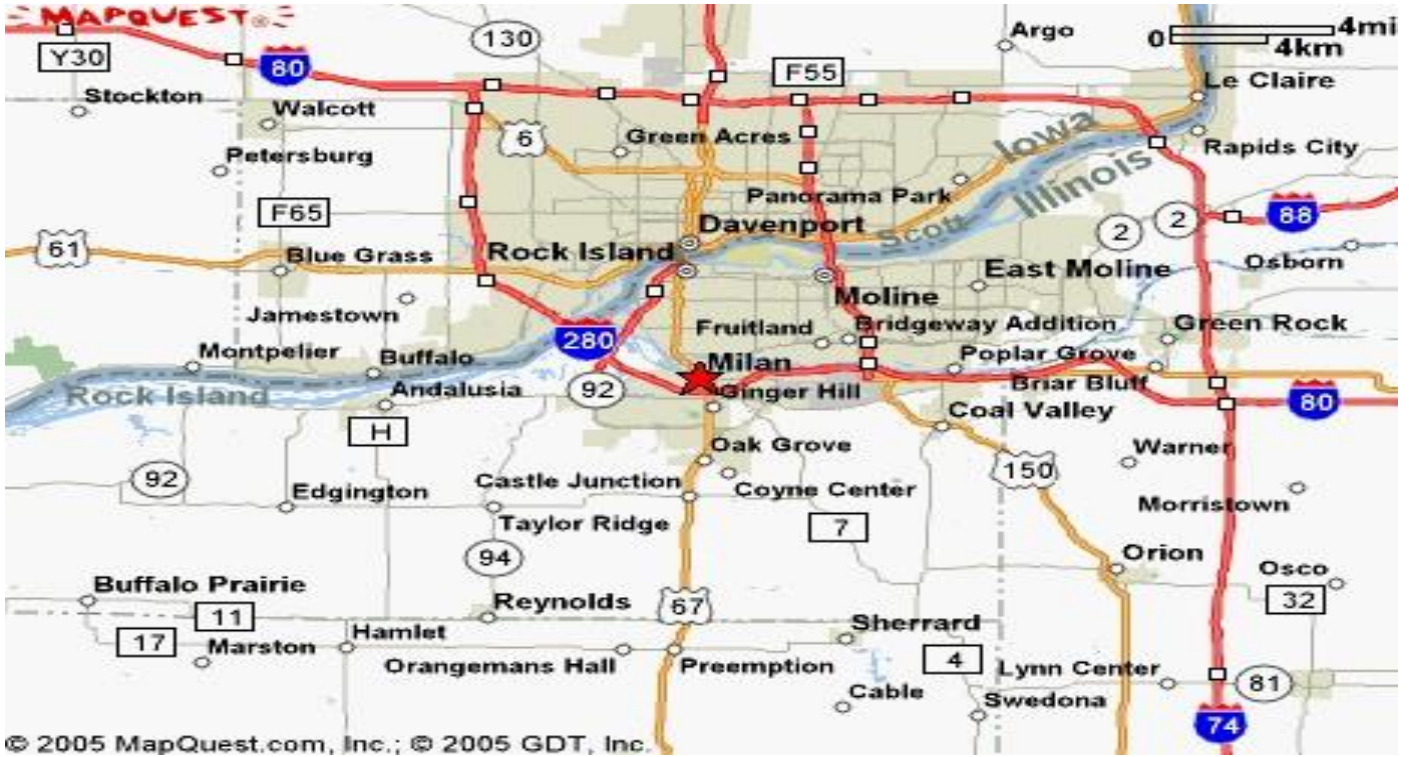 MAPQUEST®
130
Argo
0 4mi
4km
Y30
80
F55
Le Claire
Stockton
Walcott
6
Green Acres
Iowa
Petersburg
Rapids City
Illinois
Panorama Park
F65
Davenport
Scott
2
2
88
61
Blue Grass
Rock Island
East Moline
Osborn
Moline
Jamestown
280
Fruitland
Bridgeway Addition
Green Rock
Montpelier
Buffalo
Milan
Poplar Grove
Rock Island
Andalusia
92
Ginger Hill
Briar Bluff
80
H
Coal Valley
Oak Grove
Warner
92
Edgington
Castle Junction
Coyne Center
150
Morristown
Taylor Ridge
7
94
Orion
Osco
Buffalo Prairie
11
Reynolds
67
32
17
Marston
Hamlet
Sherrard
Orangemans Hall
Preemption
4
Lynn Center
81
Cable
Swedona
74
© 2005 MapQuest.com, Inc.; © 2005 GDT, Inc.